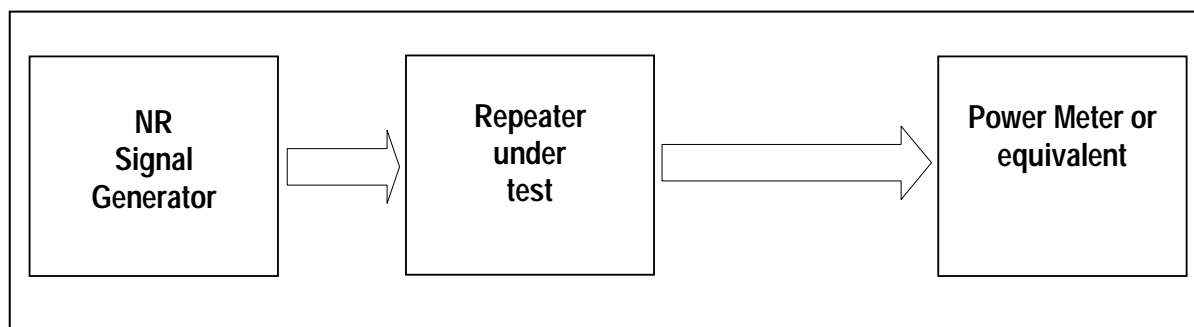 NR
Signal
Generator
Repeater
under
test
Power Meter or
equivalent